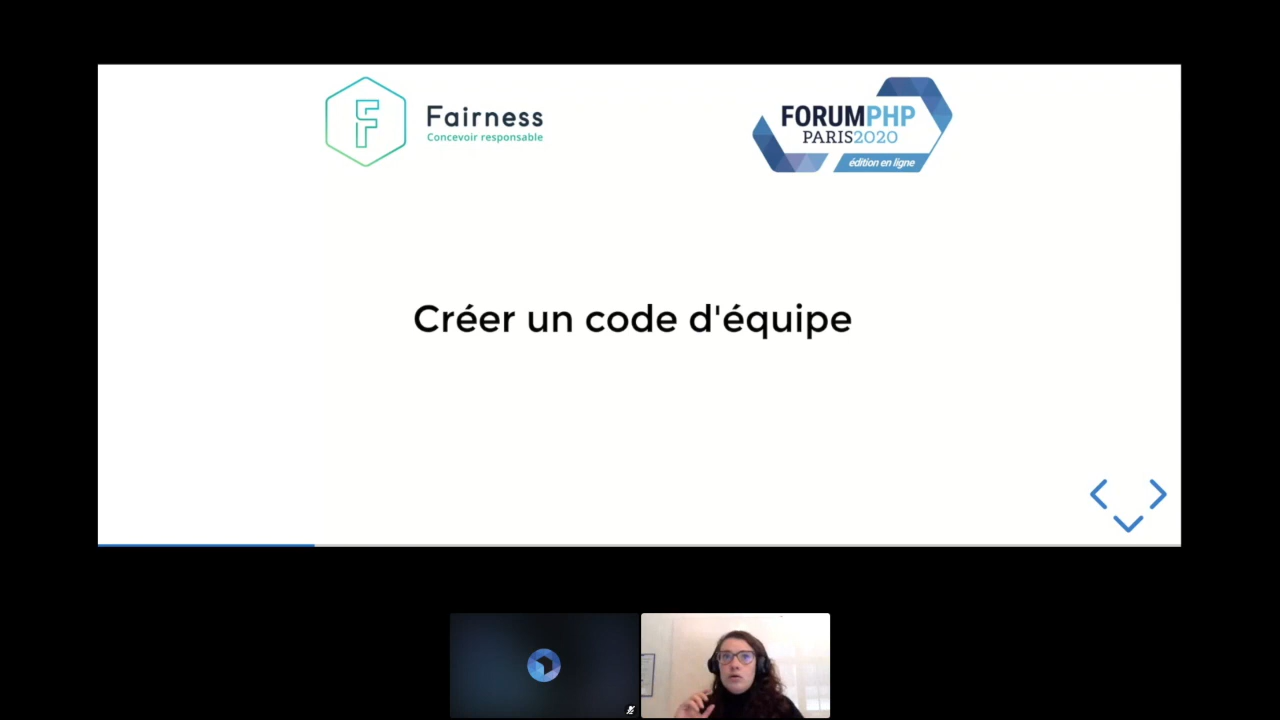 Fairness
Concevoir responsable
FORUMPHP
PARIS2020
édition en ligne
Créer un code d'équipe